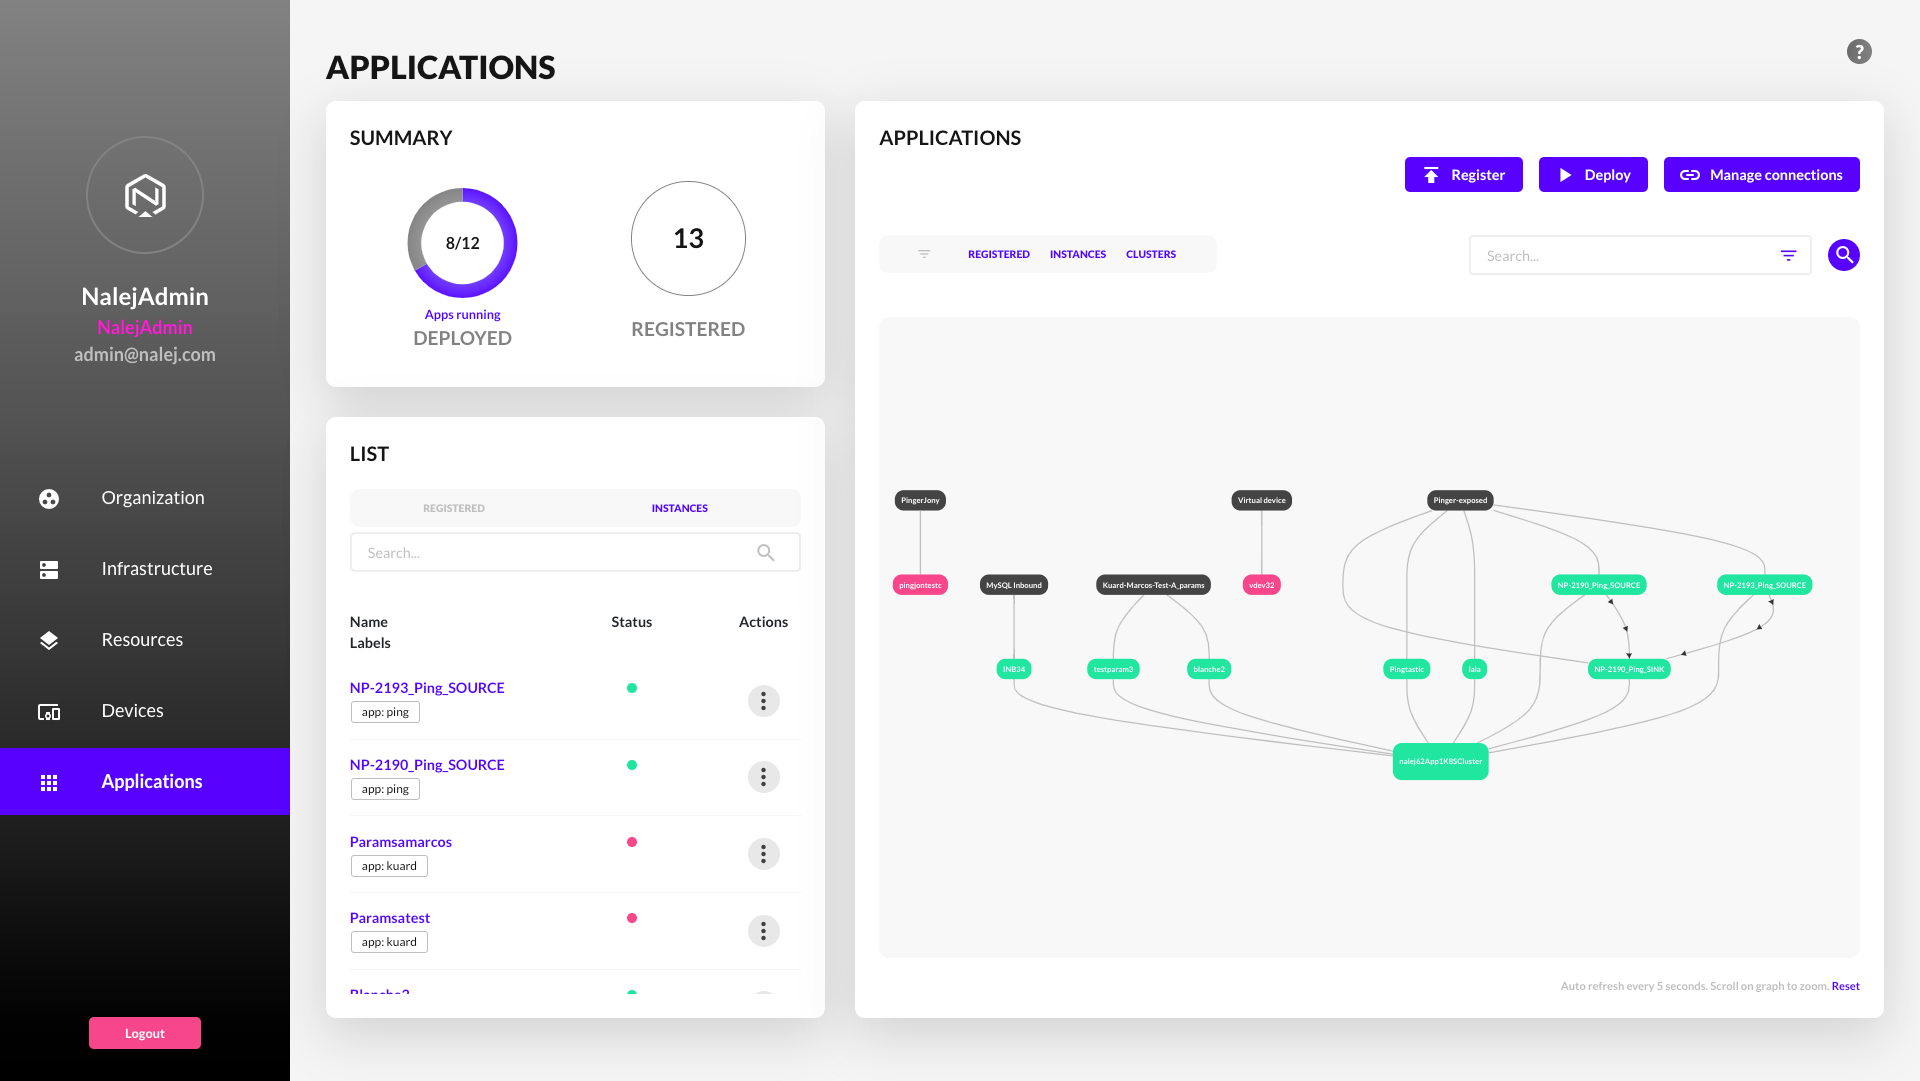 APPLICATIONS
?
NalejAdmin
NalejAdmin
admin@nalej.com
Organization
Infrastructure
Resources
Devices
Applications
Logout
SUMMARY
8/12
Apps running
DEPLOYED
13
REGISTERED
LIST
REGISTERED INSTANCES
Search...
Name Status Actions
Labels
NP-2193_Ping_SOURCE
app: ping
NP-2190_Ping_SOURCE
app: ping
Paramsamarcos
app: kuard
Paramsatest
app: kuard
Blanche2
APPLICATIONS
Register Deploy Manage connections
REGISTERED INSTANCES CLUSTERS
Search...
PingerJony Virtual device Pinger-exposed
pingjontestc MySQL Inbound Kuard-Marcos-Test-A_params vdev32 NP-2190_Ping_SOURCE NP-2193_Ping_SOURCE
INB34 testparam3 blanche2 Pingtastic lala NP-2190_Ping_SINK
nalej62App1K8SCluster
Auto refresh every 5 seconds. Scroll on graph to zoom. Reset